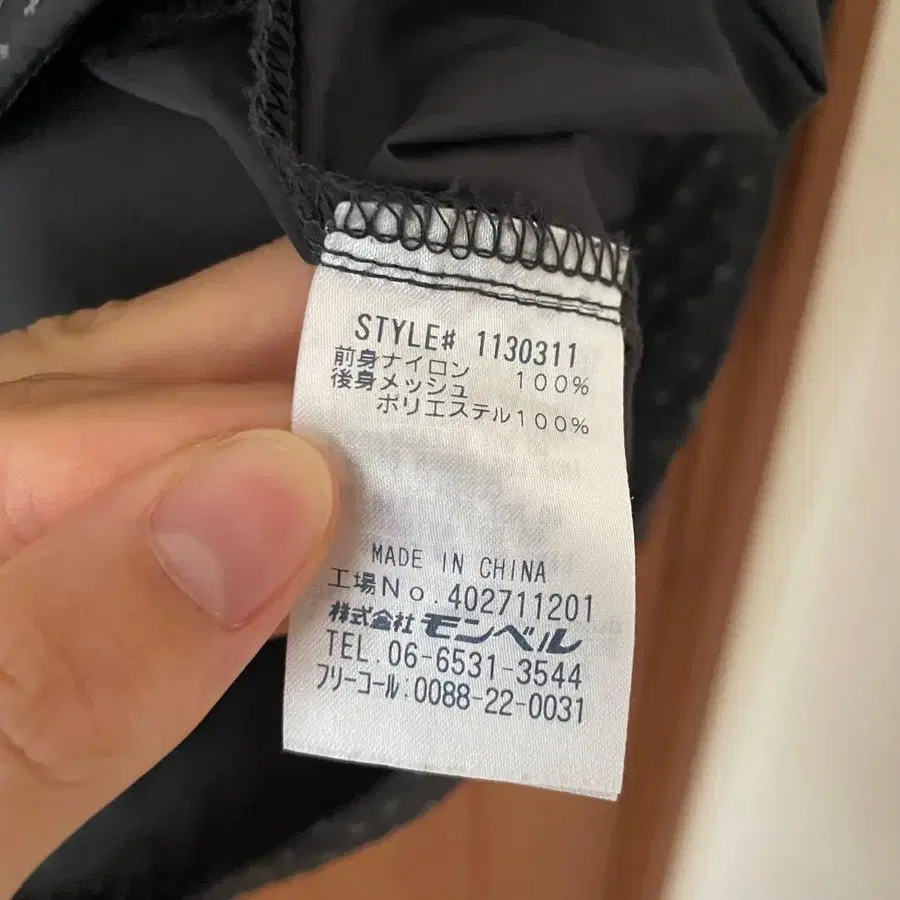 STYLE# 1130311
前身ナイロン 100%
後身メッシュ
ポリエステル100%
MADE IN CHINA
工場No.402711201
株式会社モンベル
TEL.06-6531-3544
フリーコール:0088-22-0031